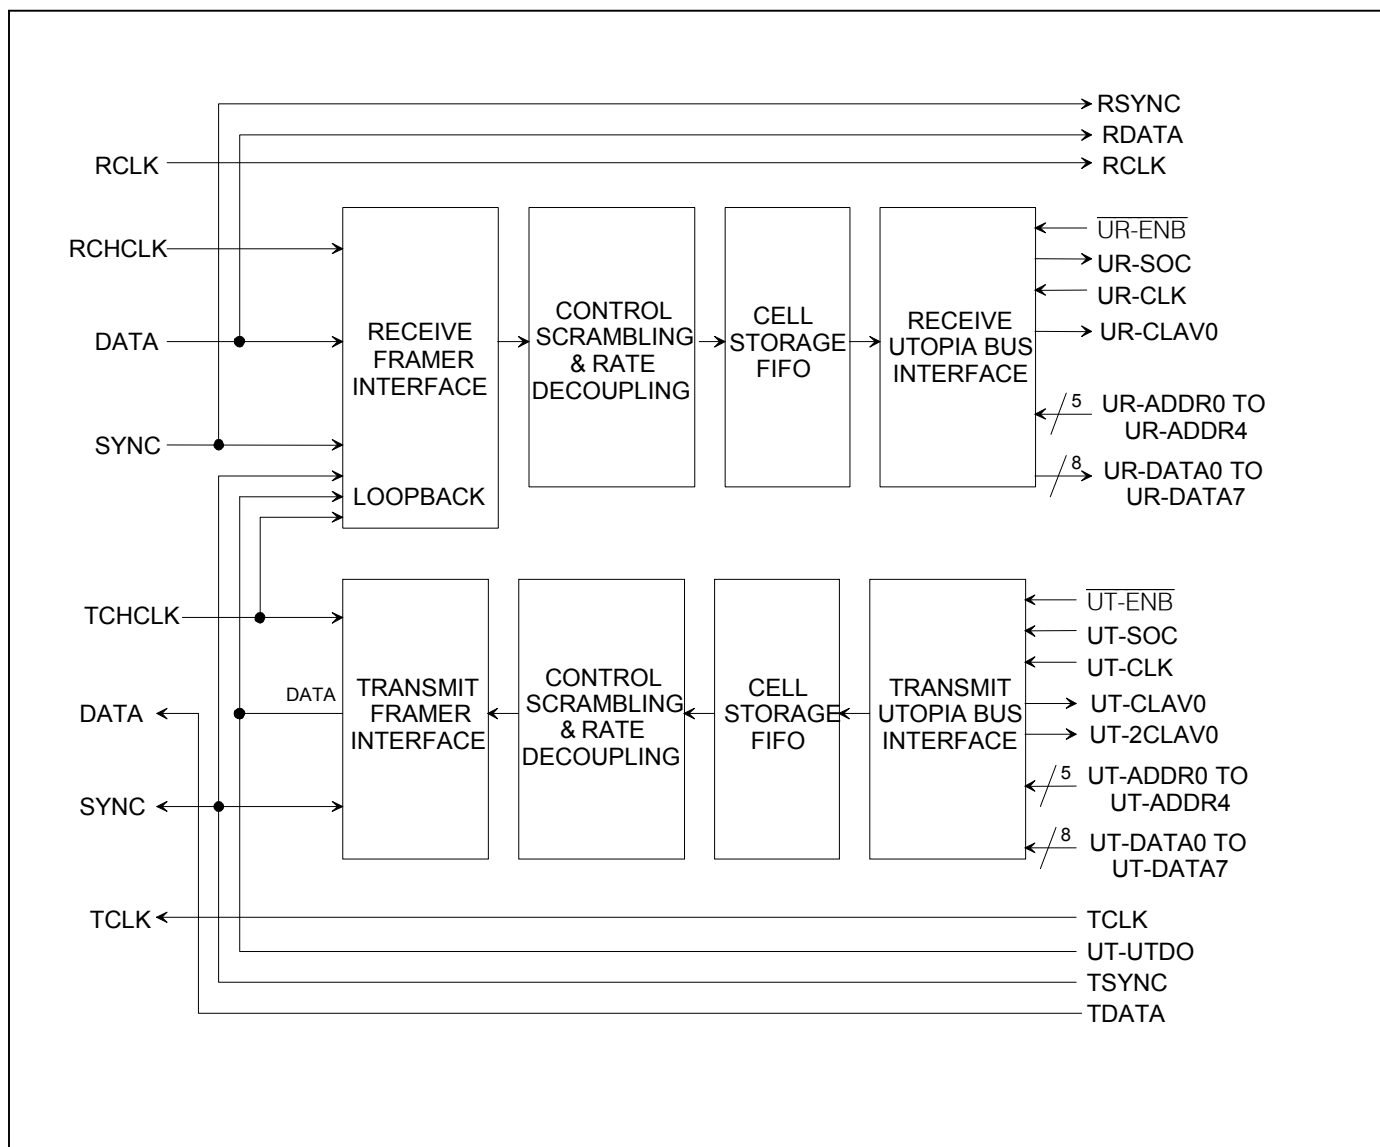 RSYNC
RDATA
RCLK
RCLK
RCHCLK
DATA
SYNC
RECEIVE
FRAMER
INTERFACE
LOOPBACK
CONTROL
SCRAMBLING
& RATE
DECOUPLING
CELL
STORAGE
FIFO
RECEIVE
UTOPIA BUS
INTERFACE
UR-ENB
UR-SOC
UR-CLK
UR-CLAV0
5
UR-ADDR0 TO
UR-ADDR4
8
UR-DATA0 TO
UR-DATA7
TCHCLK
DATA
DATA
SYNC
TRANSMIT
FRAMER
INTERFACE
CONTROL
SCRAMBLING
& RATE
DECOUPLING
CELL
STORAGE
FIFO
TRANSMIT
UTOPIA BUS
INTERFACE
UT-ENB
UT-SOC
UT-CLK
UT-CLAV0
UT-2CLAV0
5
UT-ADDR0 TO
UT-ADDR4
8
UT-DATA0 TO
UT-DATA7
TCLK
TCLK
UT-UTDO
TSYNC
TDATA